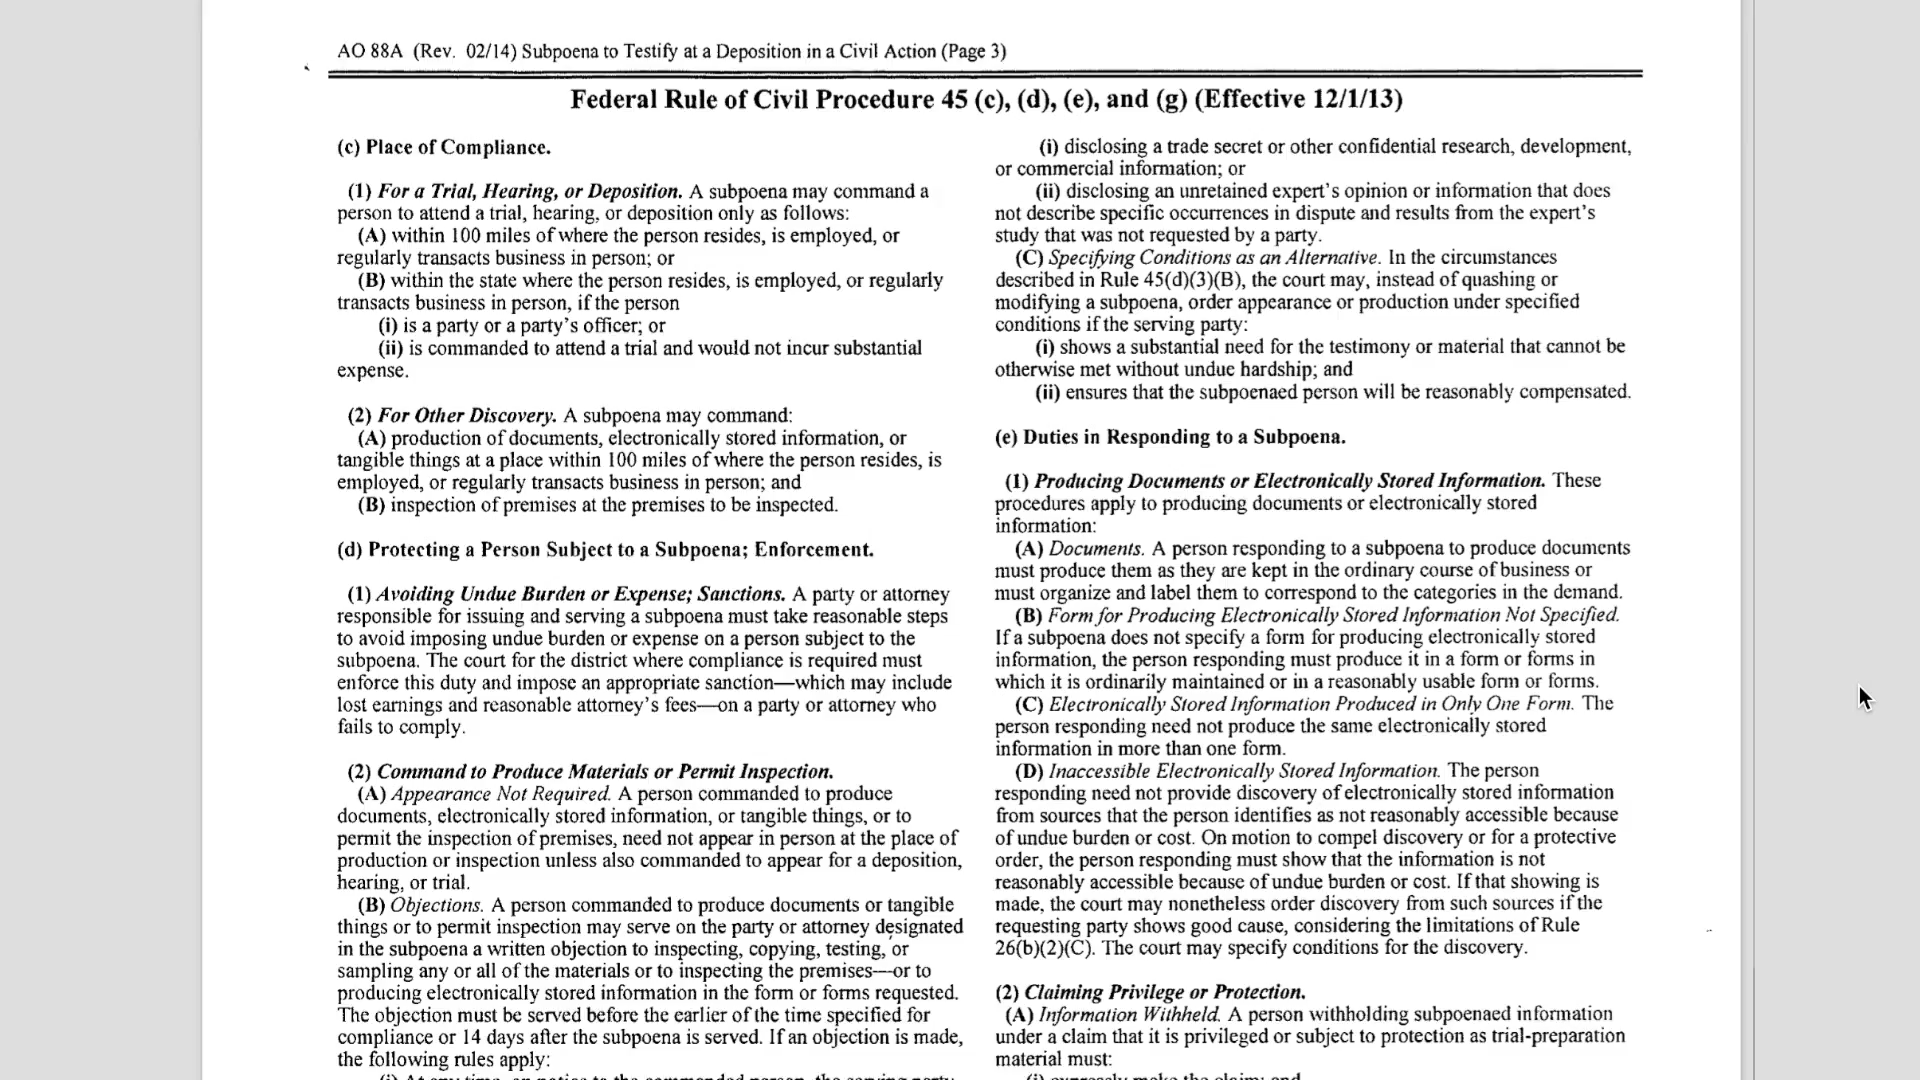 AO 88A (Rev. 02/14) Subpoena to Testify at a Deposition in a Civil Action (Page 3)
Federal Rule of Civil Procedure 45 (c), (d), (e), and (g) (Effective 12/1/13)
(c) Place of Compliance.
(1) For a Trial, Hearing, or Deposition. A subpoena may command a
person to attend a trial, hearing, or deposition only as follows:
(A) within 100 miles of where the person resides, is employed, or
regularly transacts business in person; or
(B) within the state where the person resides, is employed, or regularly
transacts business in person, if the person
(i) is a party or a party's officer; or
(ii) is commanded to attend a trial and would not incur substantial
expense.
(2) For Other Discovery. A subpoena may command:
(A) production of documents, electronically stored information, or
tangible things at a place within 100 miles of where the person resides, is
employed, or regularly transacts business in person; and
(B) inspection of premises at the premises to be inspected.
(d) Protecting a Person Subject to a Subpoena; Enforcement.
(1) Avoiding Undue Burden or Expense; Sanctions. A party or attorney
responsible for issuing and serving a subpoena must take reasonable steps
to avoid imposing undue burden or expense on a person subject to the
subpoena. The court for the district where compliance is required must
enforce this duty and impose an appropriate sanction—which may include
lost earnings and reasonable attorney's fees—on a party or attorney who
fails to comply.
(2) Command to Produce Materials or Permit Inspection.
(A) Appearance Not Required. A person commanded to produce
documents, electronically stored information, or tangible things, or to
permit the inspection of premises, need not appear in person at the place of
production or inspection unless also commanded to appear for a deposition,
hearing, or trial.
(B) Objections. A person commanded to produce documents or tangible
things or to permit inspection may serve on the party or attorney designated
in the subpoena a written objection to inspecting, copying, testing, or
sampling any or all of the materials or to inspecting the premises—or to
producing electronically stored information in the form or forms requested.
The objection must be served before the earlier of the time specified for
compliance or 14 days after the subpoena is served. If an objection is made,
the following rules apply:
(i) At any time, on notice to the commanded person, the serving party
(i) disclosing a trade secret or other confidential research, development,
or commercial information; or
(ii) disclosing an unretained expert's opinion or information that does
not describe specific occurrences in dispute and results from the expert's
study that was not requested by a party.
(C) Specifying Conditions as an Alternative. In the circumstances
described in Rule 45(d)(3)(B), the court may, instead of quashing or
modifying a subpoena, order appearance or production under specified
conditions if the serving party:
(i) shows a substantial need for the testimony or material that cannot be
otherwise met without undue hardship; and
(ii) ensures that the subpoenaed person will be reasonably compensated.
(e) Duties in Responding to a Subpoena.
(1) Producing Documents or Electronically Stored Information. These
procedures apply to producing documents or electronically stored
information:
(A) Documents. A person responding to a subpoena to produce documents
must produce them as they are kept in the ordinary course of business or
must organize and label them to correspond to the categories in the demand.
(B) Form for Producing Electronically Stored Information Not Specified.
If a subpoena does not specify a form for producing electronically stored
information, the person responding must produce it in a form or forms in
which it is ordinarily maintained or in a reasonably usable form or forms.
(C) Electronically Stored Information Produced in Only One Form. The
person responding need not produce the same electronically stored
information in more than one form.
(D) Inaccessible Electronically Stored Information. The person
responding need not provide discovery of electronically stored information
from sources that the person identifies as not reasonably accessible because
of undue burden or cost. On motion to compel discovery or for a protective
order, the person responding must show that the information is not
reasonably accessible because of undue burden or cost. If that showing is
made, the court may nonetheless order discovery from such sources if the
requesting party shows good cause, considering the limitations of Rule
26(b)(2)(C). The court may specify conditions for the discovery.
(2) Claiming Privilege or Protection.
(A) Information Withheld. A person withholding subpoenaed information
under a claim that it is privileged or subject to protection as trial-preparation
material must:
(i) expressly make the claim; and